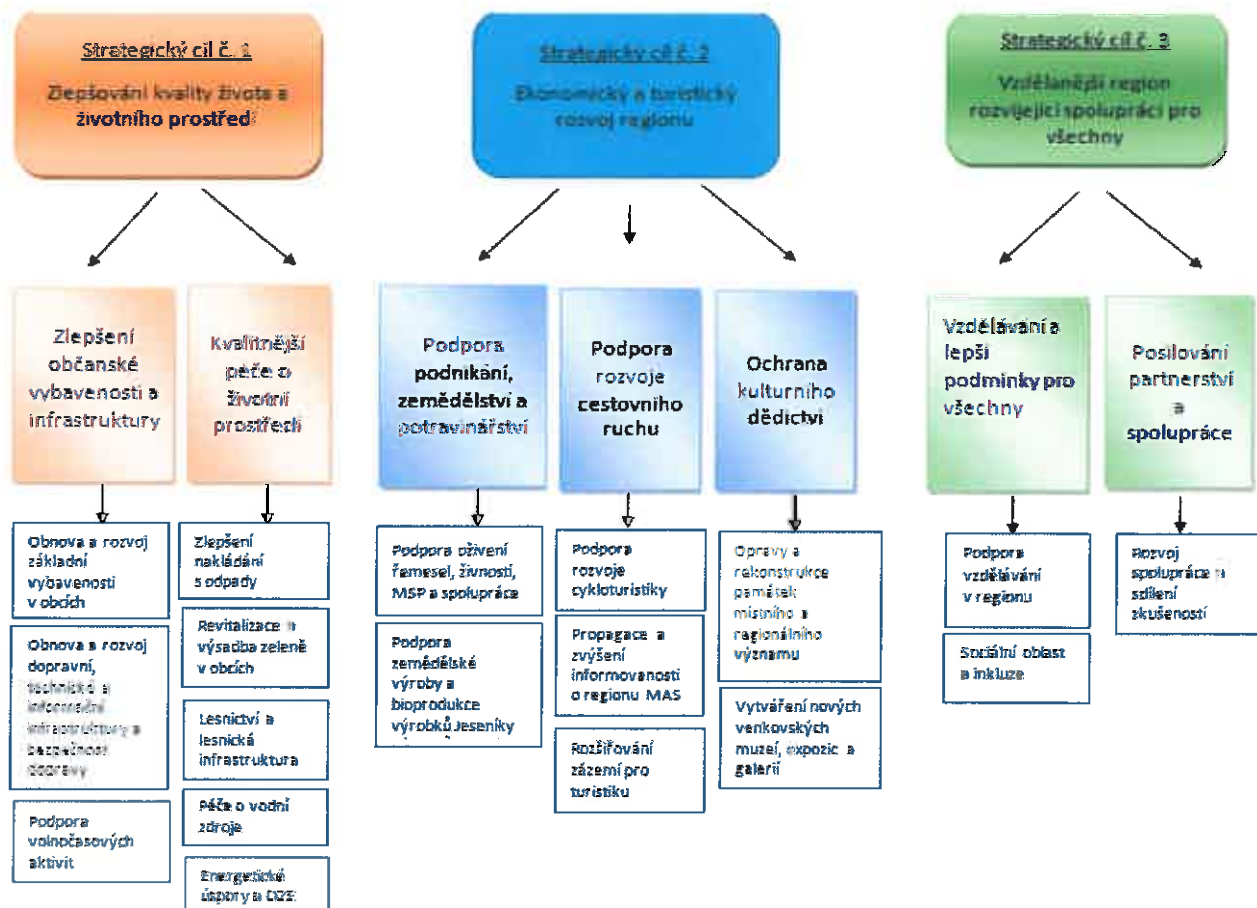 Strategický cíl č. 1
Zlepšování kvality života a
životního prostředí
Strategický cíl č. 2
Ekonomický a turistický
rozvoj regionu
Strategický cíl č. 3
Vzdělanější region
rozvíjející spolupráci pro
všechny
Zlepšení
občanské
vybavenosti a
infrastruktury
Kvalitnější
péče o
životní
prostředí
Podpora
podnikání,
zemědělství a
potravinářství
Podpora
rozvoje
cestovního
ruchu
Ochrana
kulturního
dědictví
Vzdělávání a
lepší
podmínky pro
všechny
Posilování
partnerství
a
spolupráce
Obnova a rozvoj
základní
vybavenosti
v obcích
Obnova a rozvoj
dopravní,
technické a
informační
infrastruktury a
bezpečnost
dopravy
Podpora
volnočasových
aktivit
Zlepšení
nakládání
s odpady
Revitalizace a
výsadba zeleně
v obcích
Lesnictví a
lesnická
infrastruktura
Péče o vodní
zdroje
Energetické
úspory a OZE
Podpora oživení
řemesel, živností,
MSP a spolupráce
Podpora
zemědělské
výroby a
bioprodukce
výrobků Jeseníky
Podpora
rozvoje
cykloturistiky
Propagace a
zvýšení
informovanosti
o regionu MAS
Rozšiřování
zázemí pro
turistiku
Opravy a
rekonstrukce
památek
místního a
regionálního
významu
Vytváření nových
venkovských
muzeí, expozic a
galerií
Podpora
vzdělávání
v regionu
Sociální oblast
a inkluze
Rozvoj
spolupráce a
sdílení
zkušeností